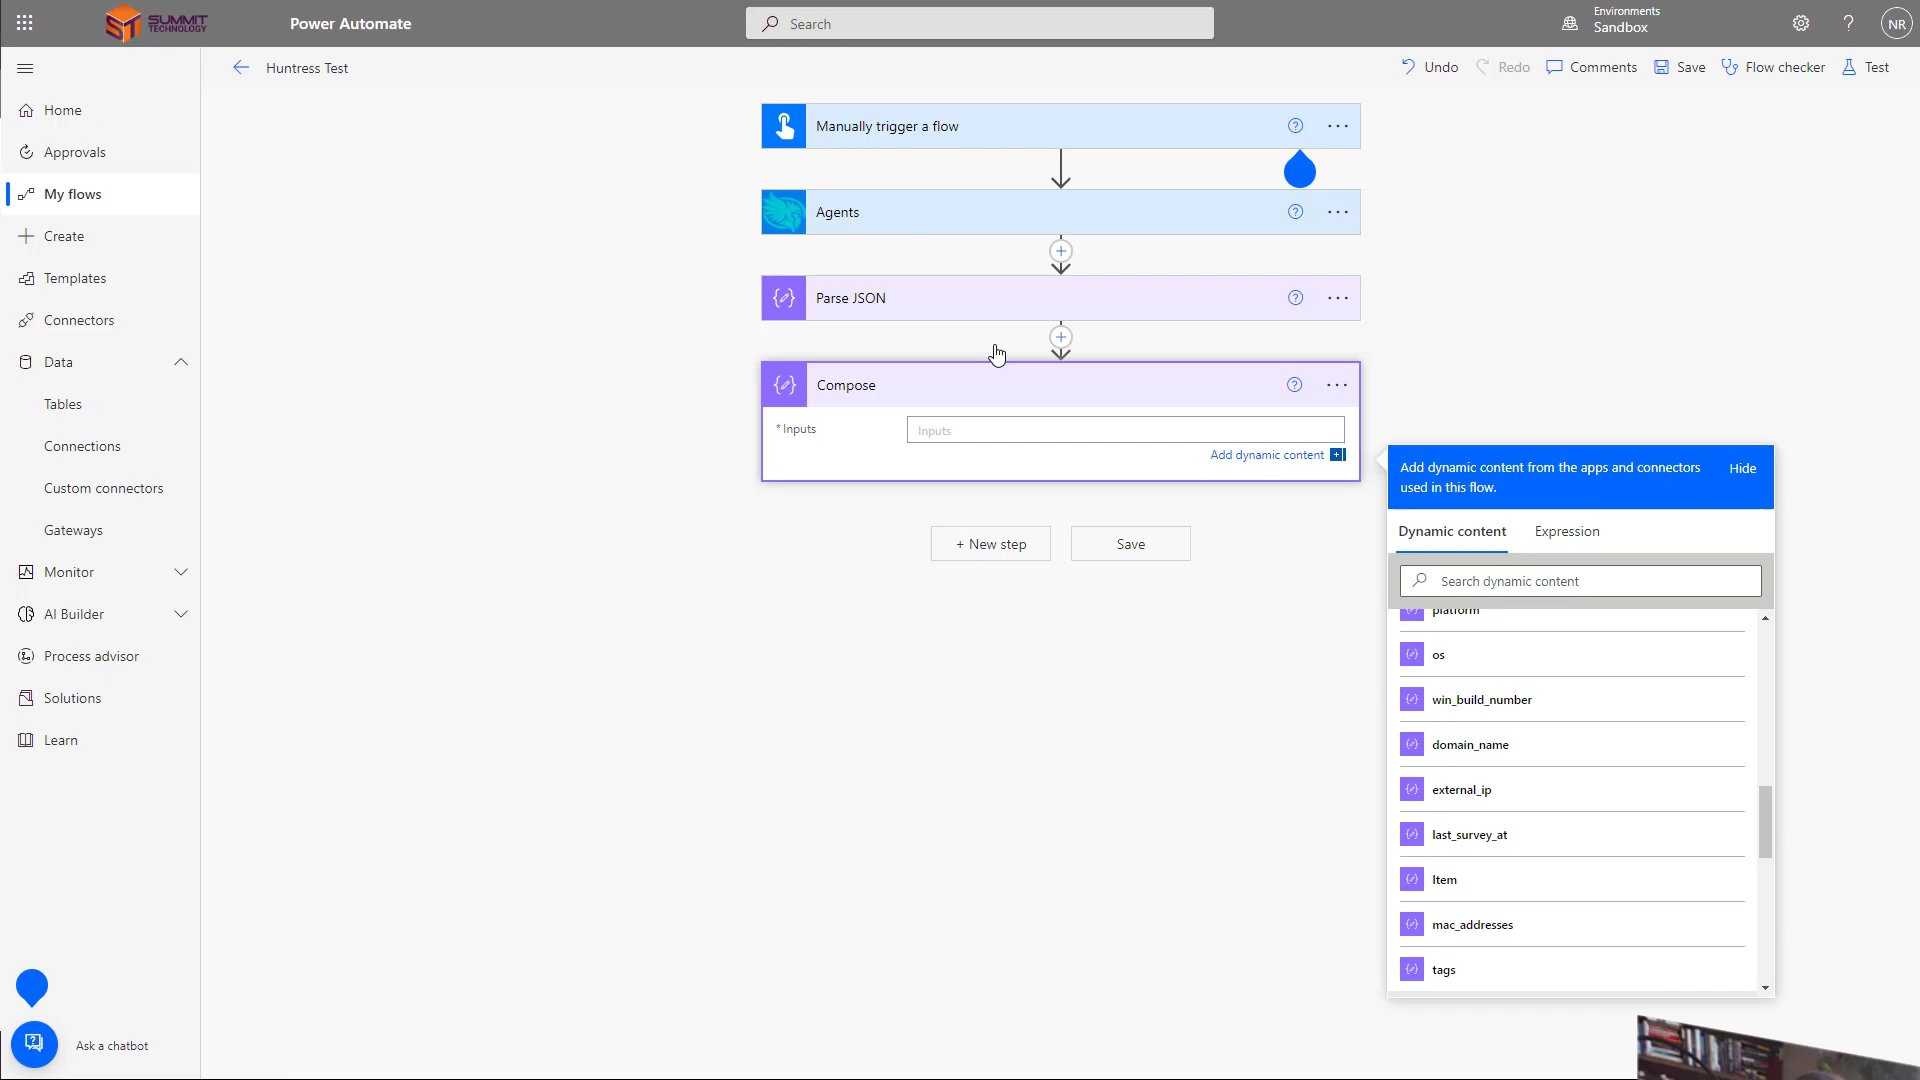 SUMMIT
TECHNOLOGY
Power Automate
Search
Environments
Sandbox
NR
Huntress Test
Undo
Redo
Comments
Save
Flow checker
Test
Home
Approvals
My flows
Create
Templates
Connectors
Data
Tables
Connections
Custom connectors
Gateways
Monitor
AI Builder
Process advisor
Solutions
Learn
Ask a chatbot
Manually trigger a flow
Agents
Parse JSON
Compose
* Inputs
Inputs
Add dynamic content
+ New step
Save
Add dynamic content from the apps and connectors
used in this flow.
Hide
Dynamic content
Expression
Search dynamic content
platform
os
win_build_number
domain_name
external_ip
last_survey_at
Item
mac_addresses
tags